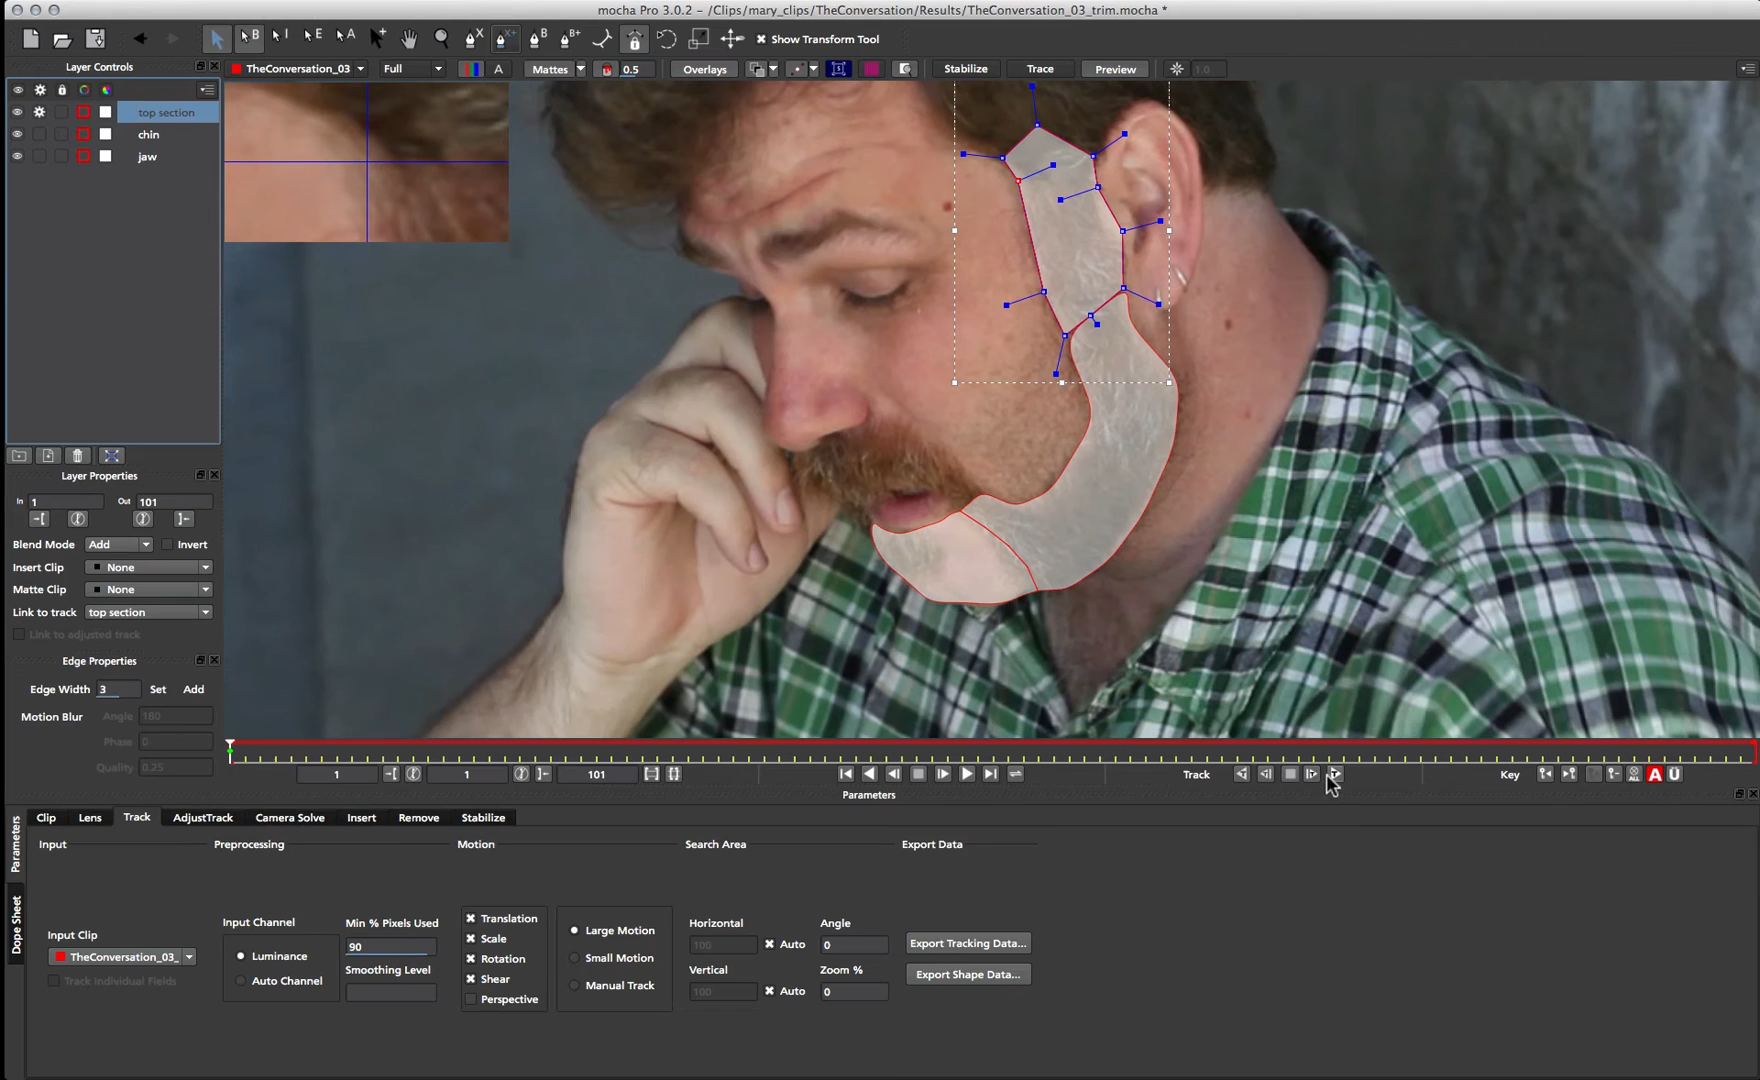 mocha Pro 3.0.2 - /Clips/mary_clips/TheConversation/Results/TheConversation_03_trim.mocha *
B I E A X X+ B B+ Show Transform Tool
Layer Controls
TheConversation_03 Full A Mattes 0.5 Overlays Stabilize Trace Preview 1.0
top section
chin
jaw
Layer Properties
In 1 Out 101
Blend Mode Add Invert
Insert Clip None
Matte Clip None
Link to track top section
Link to adjusted track
Edge Properties
Edge Width 3 Set Add
Motion Blur Angle 180
Phase 0
Quality 0.25
1 1 101 Track Key ALL A Ü
Parameters
Parameters
Dope Sheet
Clip Lens Track AdjustTrack Camera Solve Insert Remove Stabilize
Input Preprocessing Motion Search Area Export Data
Input Clip
TheConversation_03_
Track Individual Fields
Input Channel
Luminance
Auto Channel
Min % Pixels Used
90
Smoothing Level
Translation
Scale
Rotation
Shear
Perspective
Large Motion
Small Motion
Manual Track
Horizontal
100 Auto
Vertical
100 Auto
Angle
0
Zoom %
0
Export Tracking Data...
Export Shape Data...